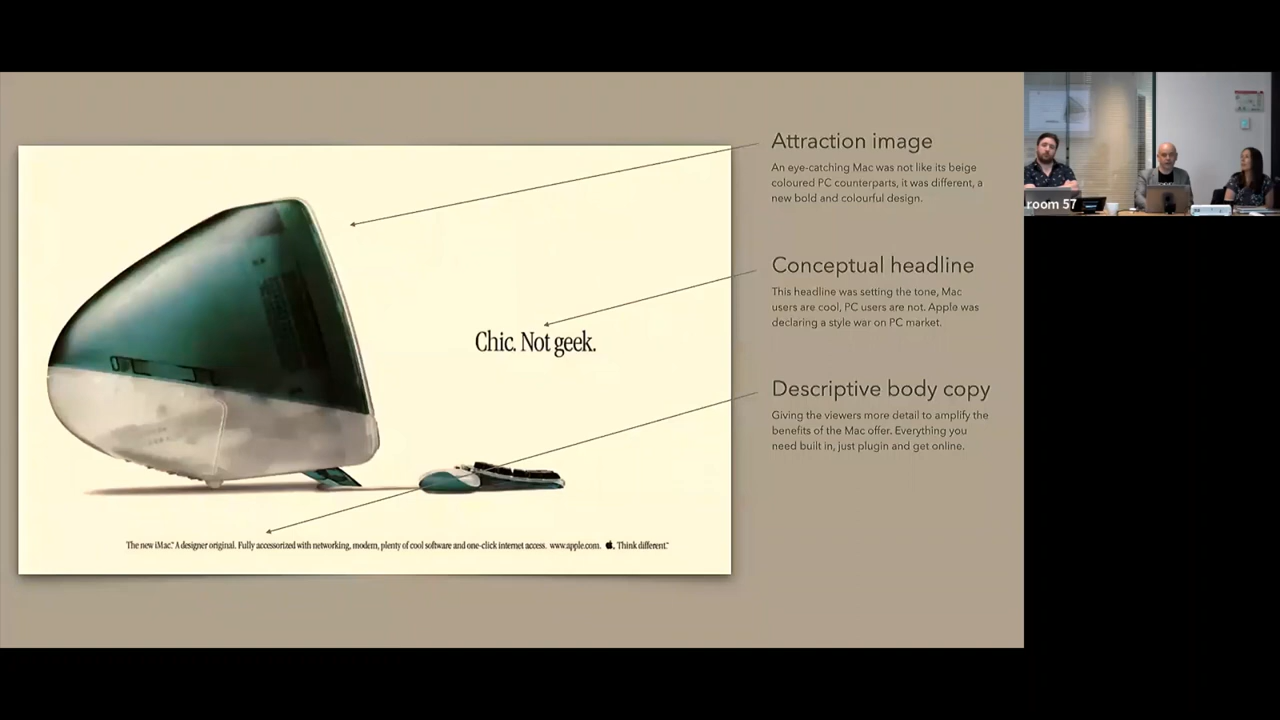 Attraction image
An eye-catching Mac was not like its beige
coloured PC counterparts, it was different, a
new bold and colourful design.
Conceptual headline
This headline was setting the tone, Mac
users are cool, PC users are not. Apple was
declaring a style war on PC market.
Chic. Not geek.
Descriptive body copy
Giving the viewers more detail to amplify the
benefits of the Mac offer. Everything you
need built in, just plugin and get online.
The new iMac.™ A designer original. Fully accessorized with networking, modem, plenty of cool software and one-click internet access. www.apple.com. Think different.™
room 57